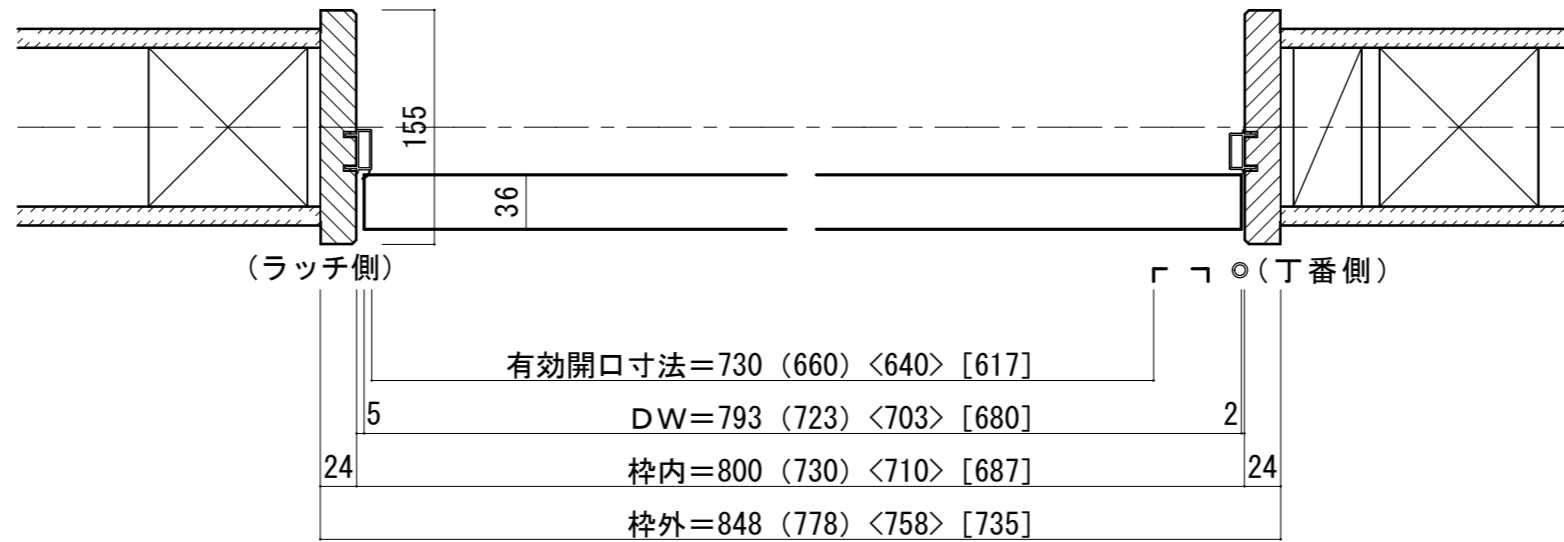 155
36
(ラッチ側)
(丁番側)
有効開口寸法=730 (660) <640> [617]
5
DW=793 (723) <703> [680]
2
24
枠内=800 (730) <710> [687]
24
枠外=848 (778) <758> [735]